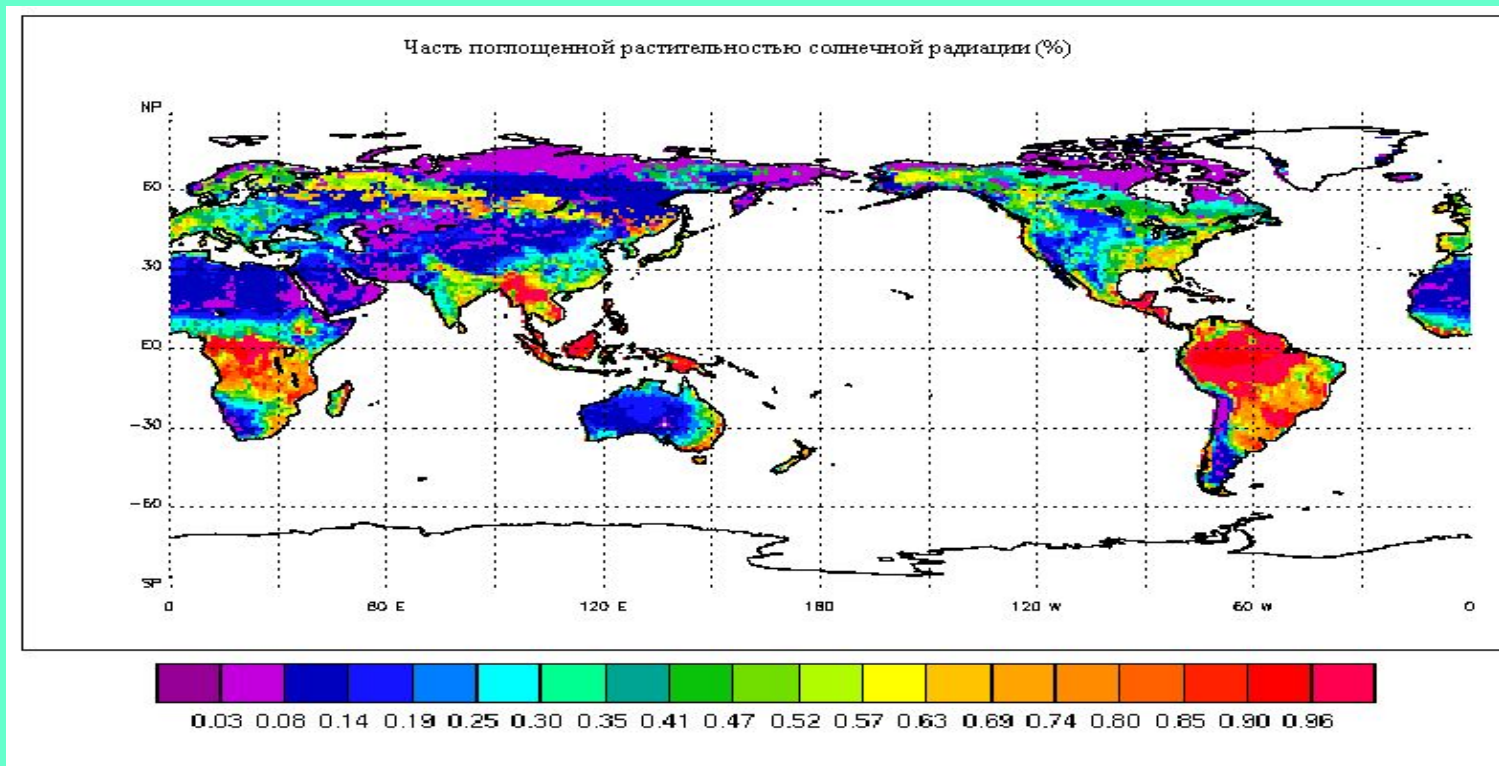 Часть поглощенной растительностью солнечной радиации (%)
NP
60
30
EQ
-30
-60
SP
0 60 E 120 E 180 120 W 60 W 0
0.03 0.08 0.14 0.19 0.25 0.30 0.35 0.41 0.47 0.52 0.57 0.63 0.69 0.74 0.80 0.85 0.90 0.96